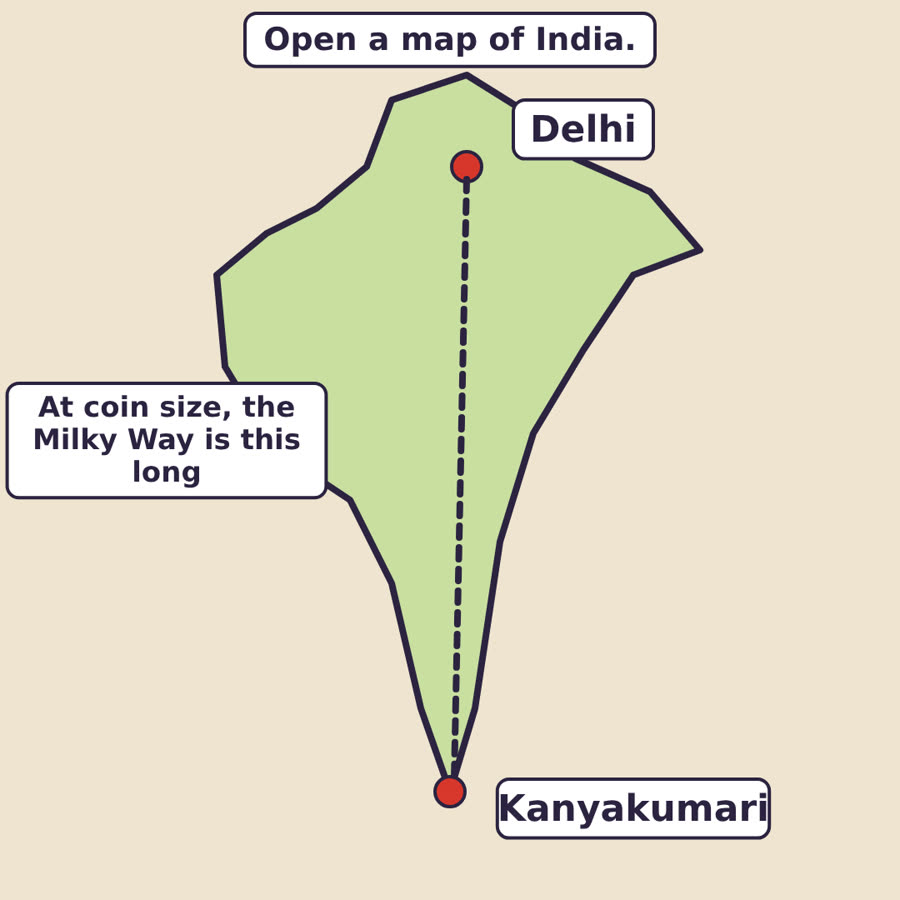 Open a map of India.
Delhi
At coin size, the
Milky Way is this
long
Kanyakumari